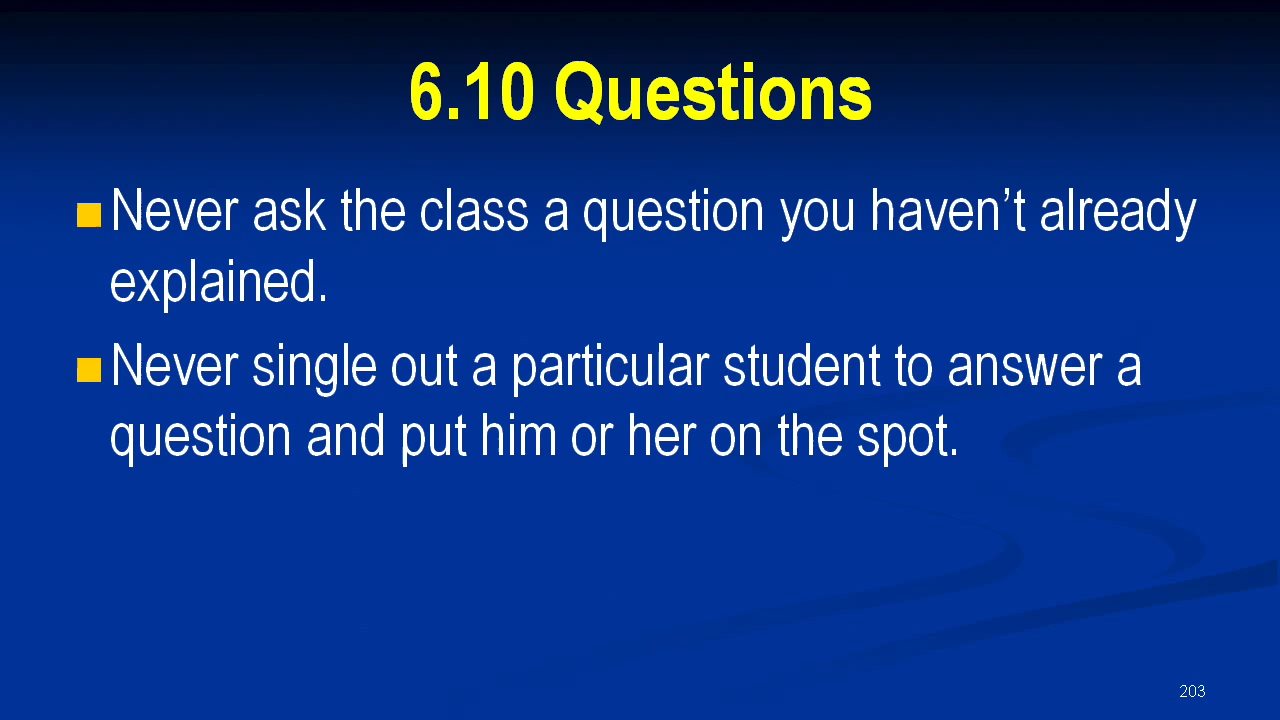 6.10 Questions
Never ask the class a question you haven’t already
explained.
Never single out a particular student to answer a
question and put him or her on the spot.
203